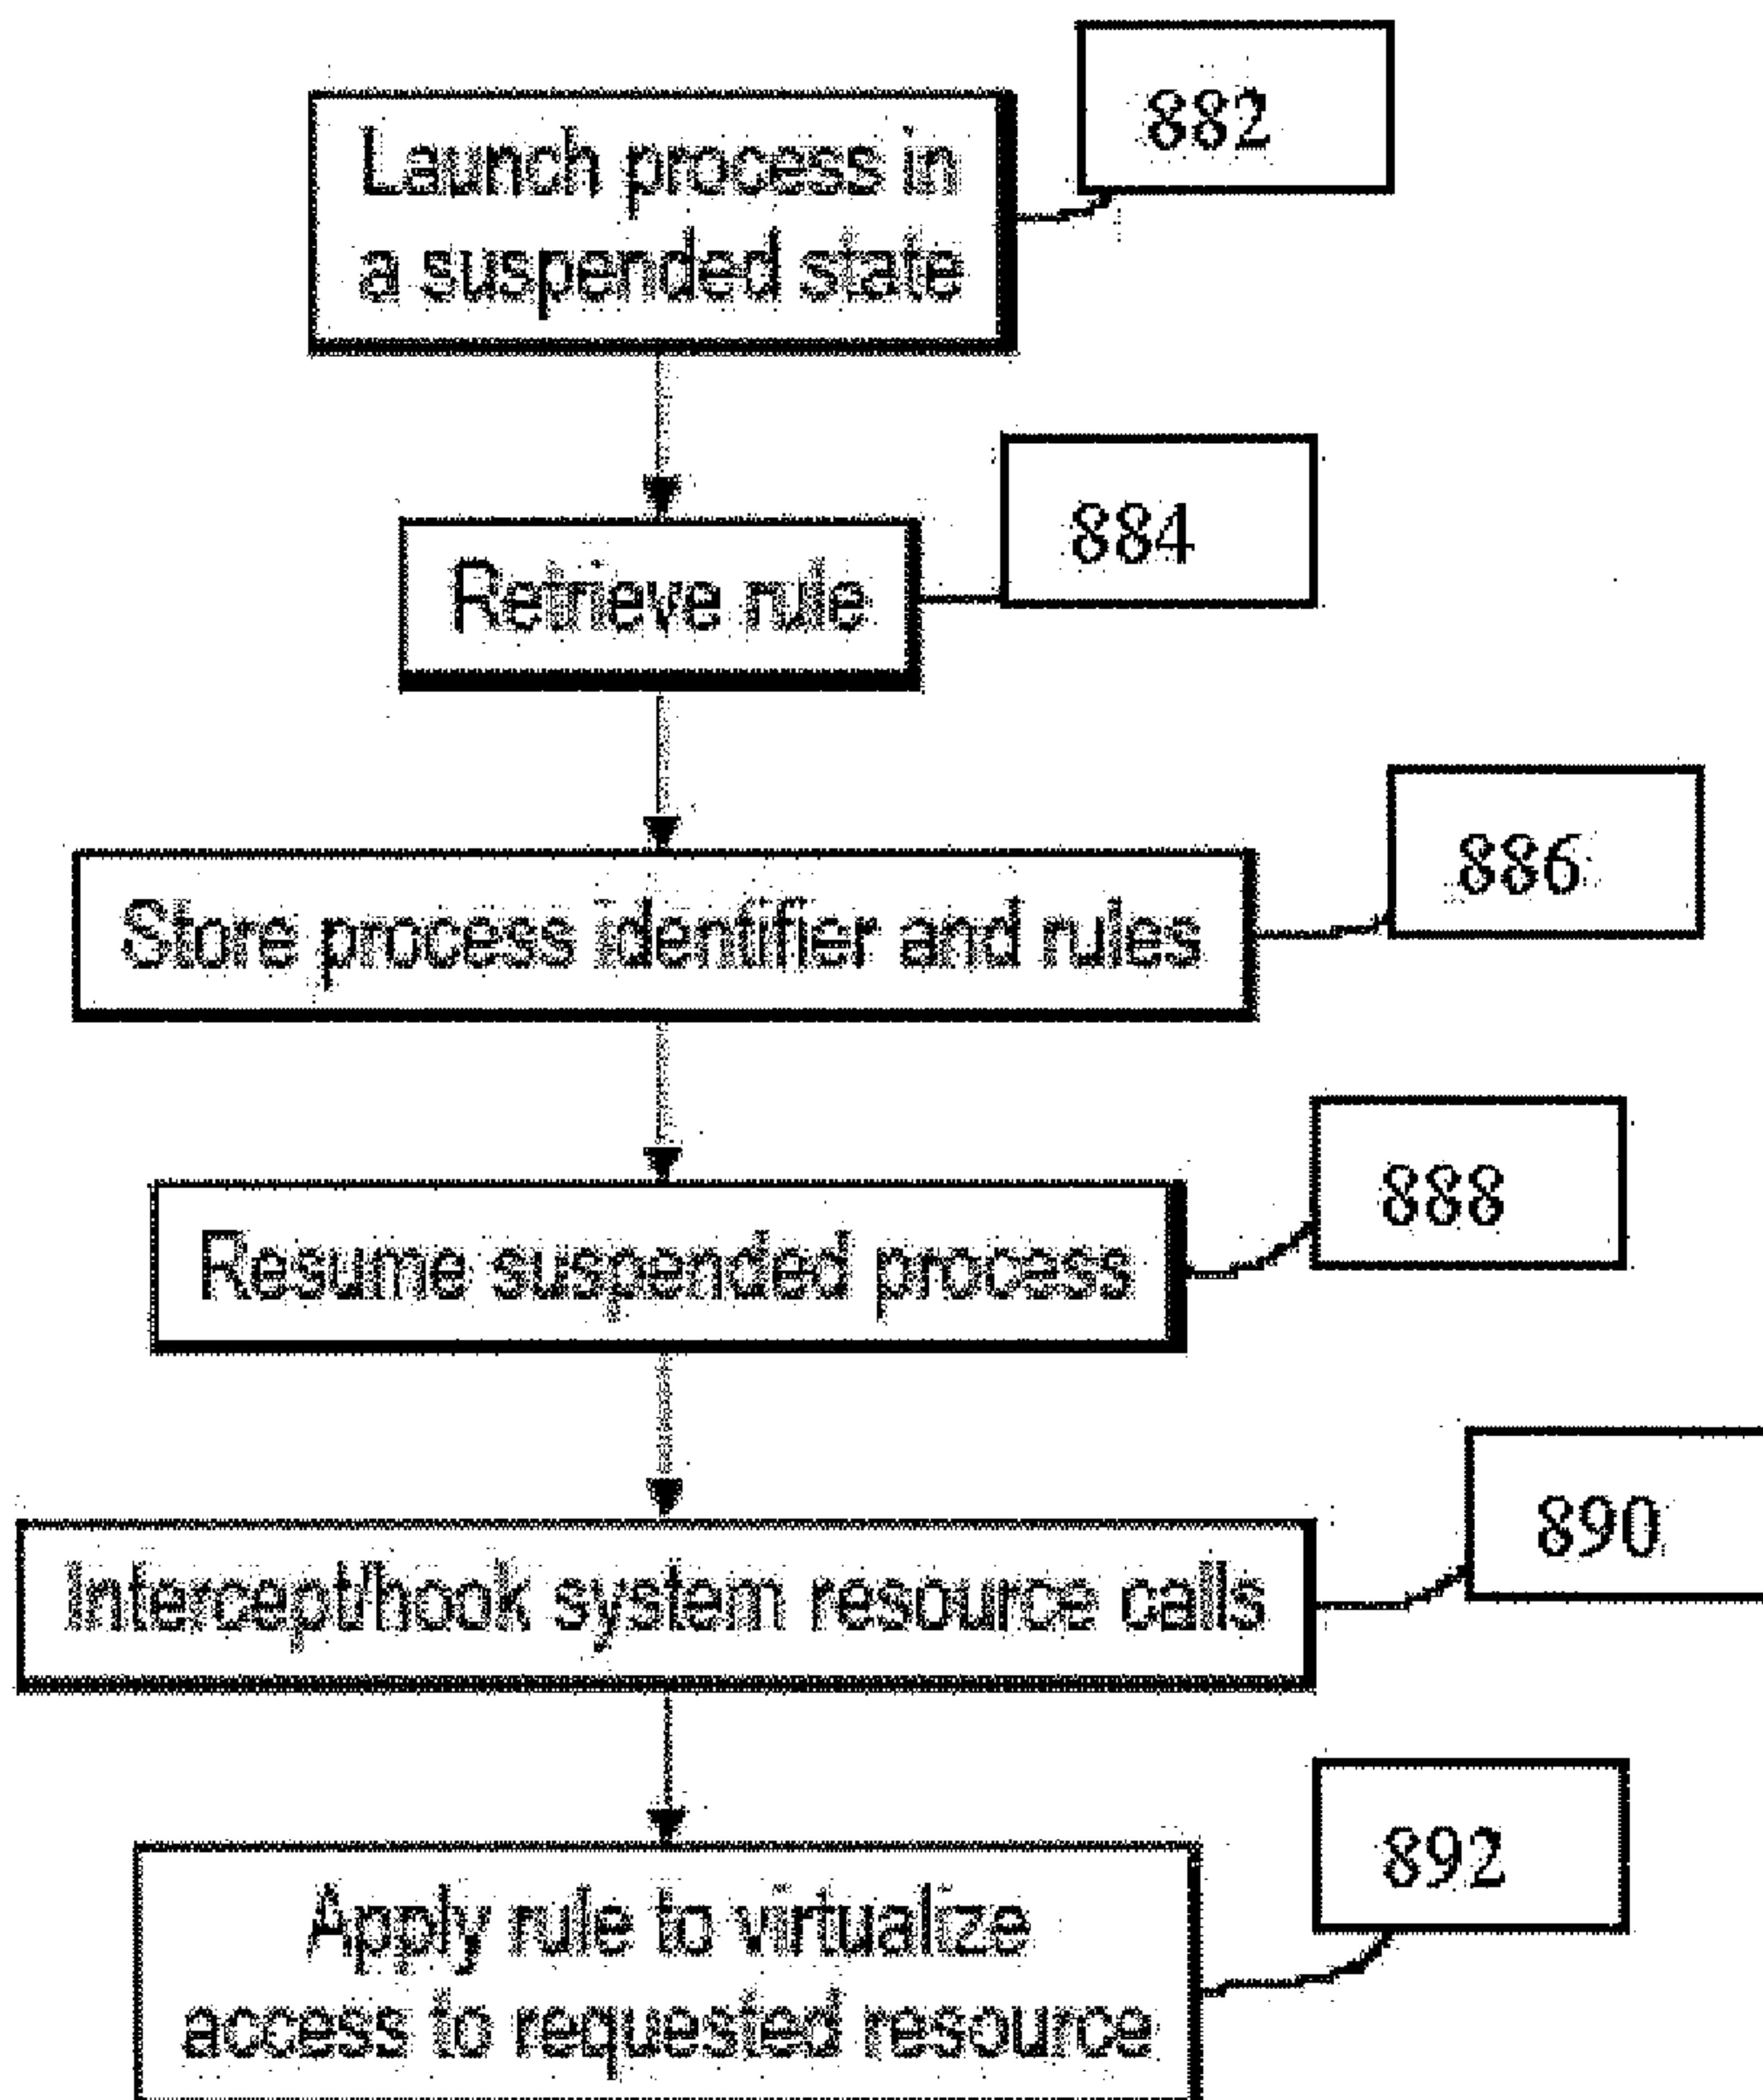 882
Launch process in
a suspended state
884
Retrieve rule
886
Store process identifier and rules
888
Resume suspended process
890
Intercept/hook system resource calls
892
Apply rule to virtualize
access to requested resource